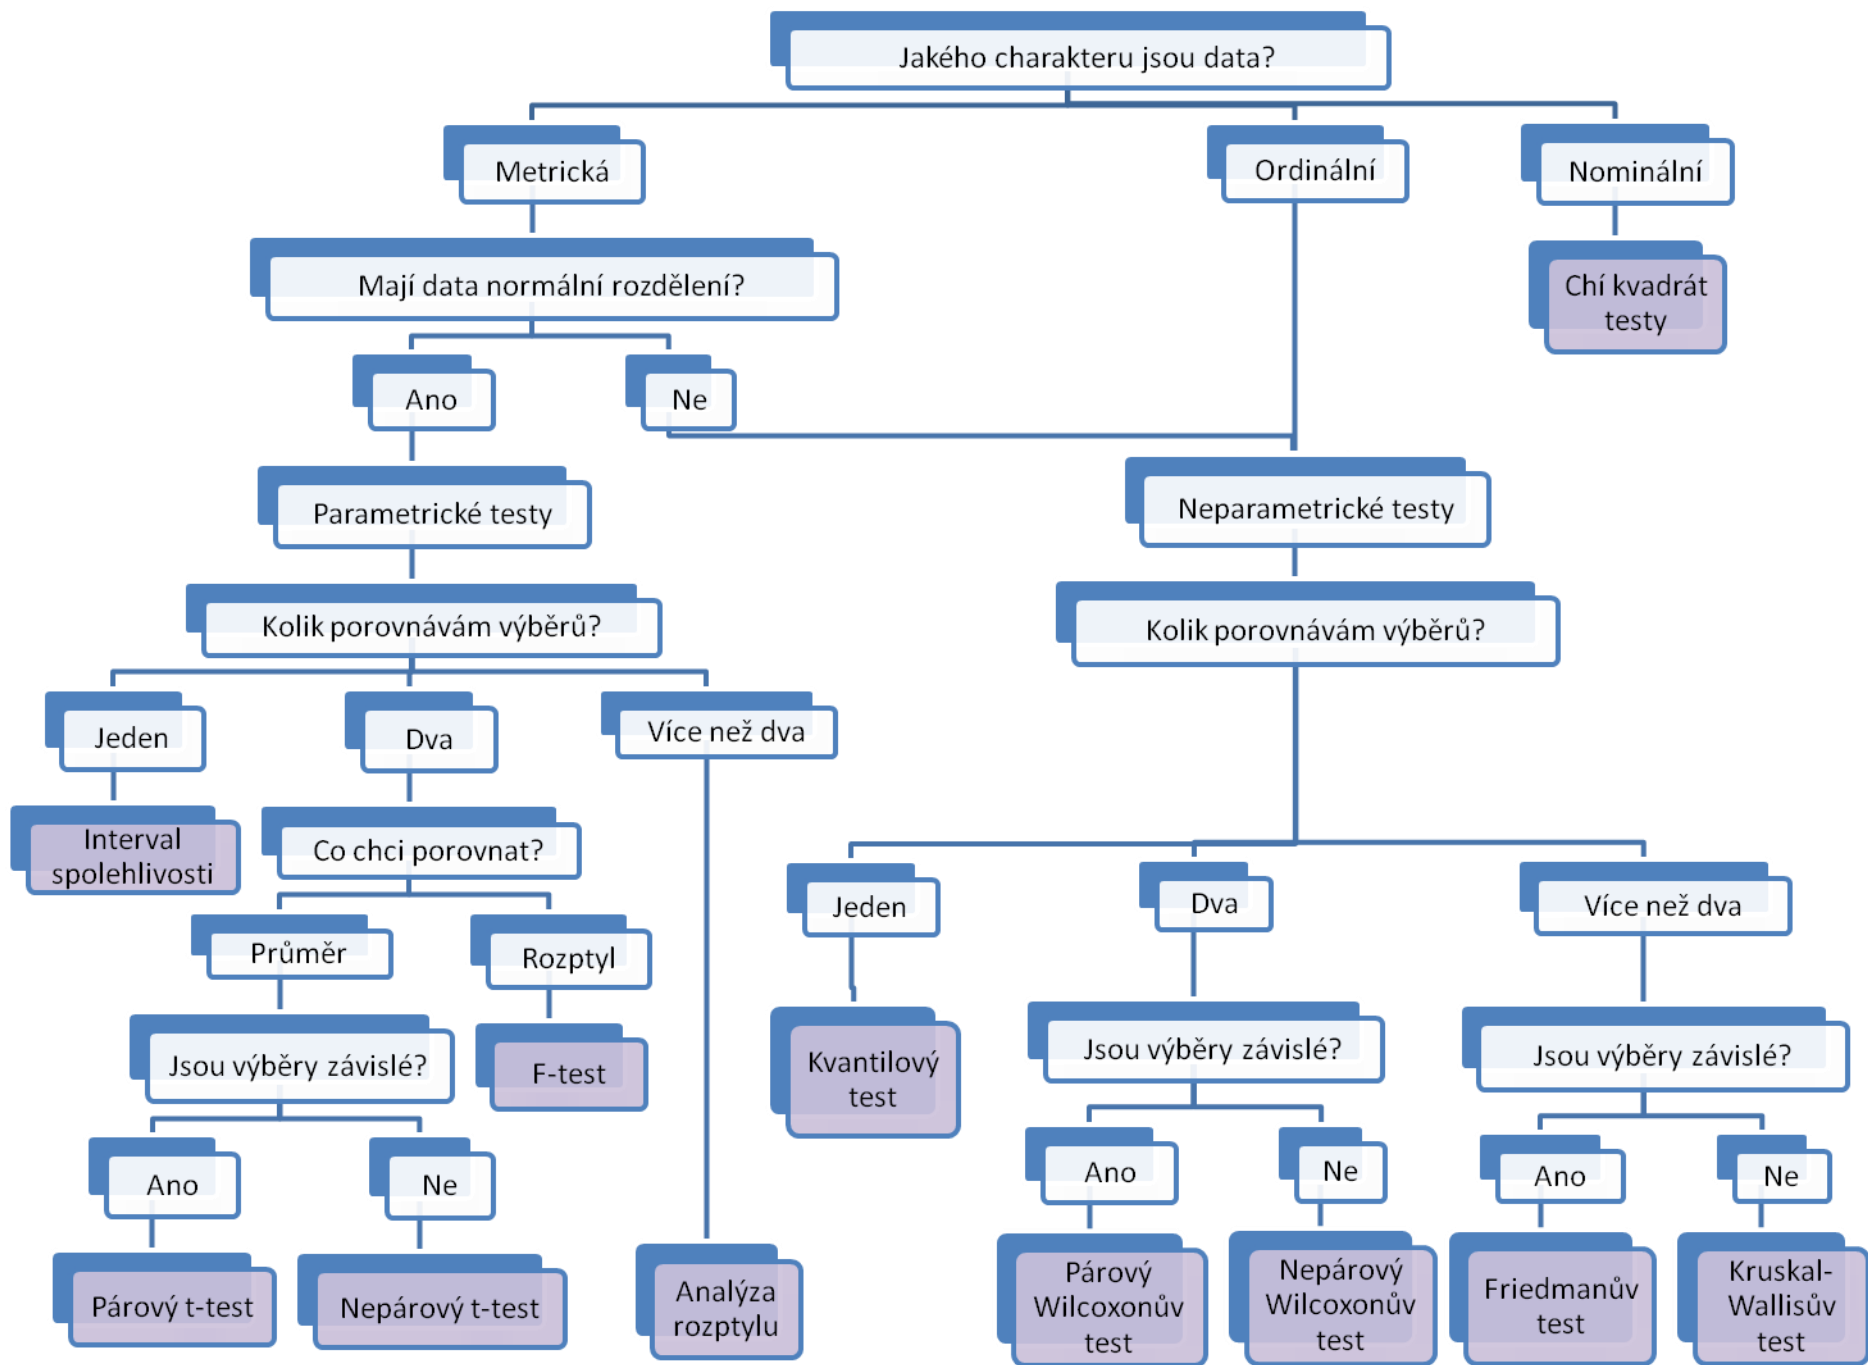 Jakého charakteru jsou data?
Metrická
Ordinální
Nominální
Mají data normální rozdělení?
Chí kvadrát
testy
Ano
Ne
Parametrické testy
Neparametrické testy
Kolik porovnávám výběrů?
Kolik porovnávám výběrů?
Jeden
Dva
Více než dva
Interval
spolehlivosti
Co chci porovnat?
Jeden
Dva
Více než dva
Průměr
Rozptyl
Jsou výběry závislé?
F-test
Kvantilový
test
Jsou výběry závislé?
Jsou výběry závislé?
Ano
Ne
Ano
Ne
Ano
Ne
Párový t-test
Nepárový t-test
Analýza
rozptylu
Párový
Wilcoxonův
test
Nepárový
Wilcoxonův
test
Friedmanův
test
Kruskal-
Wallisův
test